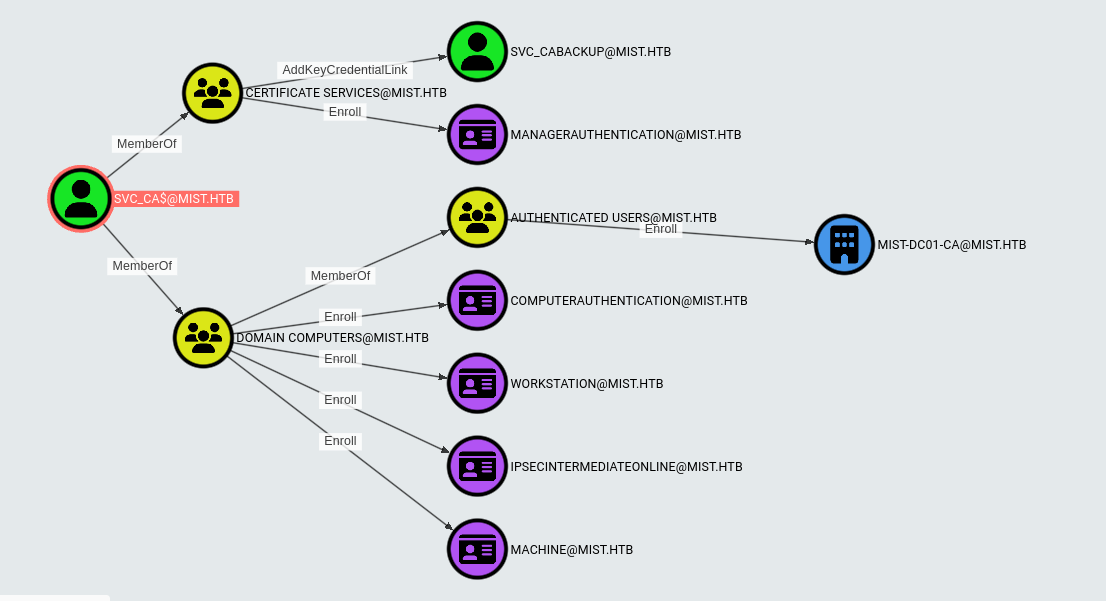 SVC_CABACKUP@MIST.HTB
AddKeyCredentialLink
CERTIFICATE SERVICES@MIST.HTB
Enroll
MANAGERAUTHENTICATION@MIST.HTB
MemberOf
SVC_CA$@MIST.HTB
AUTHENTICATED USERS@MIST.HTB
Enroll
MIST-DC01-CA@MIST.HTB
MemberOf
MemberOf
COMPUTERAUTHENTICATION@MIST.HTB
Enroll
DOMAIN COMPUTERS@MIST.HTB
Enroll
WORKSTATION@MIST.HTB
Enroll
Enroll
IPSECINTERMEDIATEONLINE@MIST.HTB
MACHINE@MIST.HTB